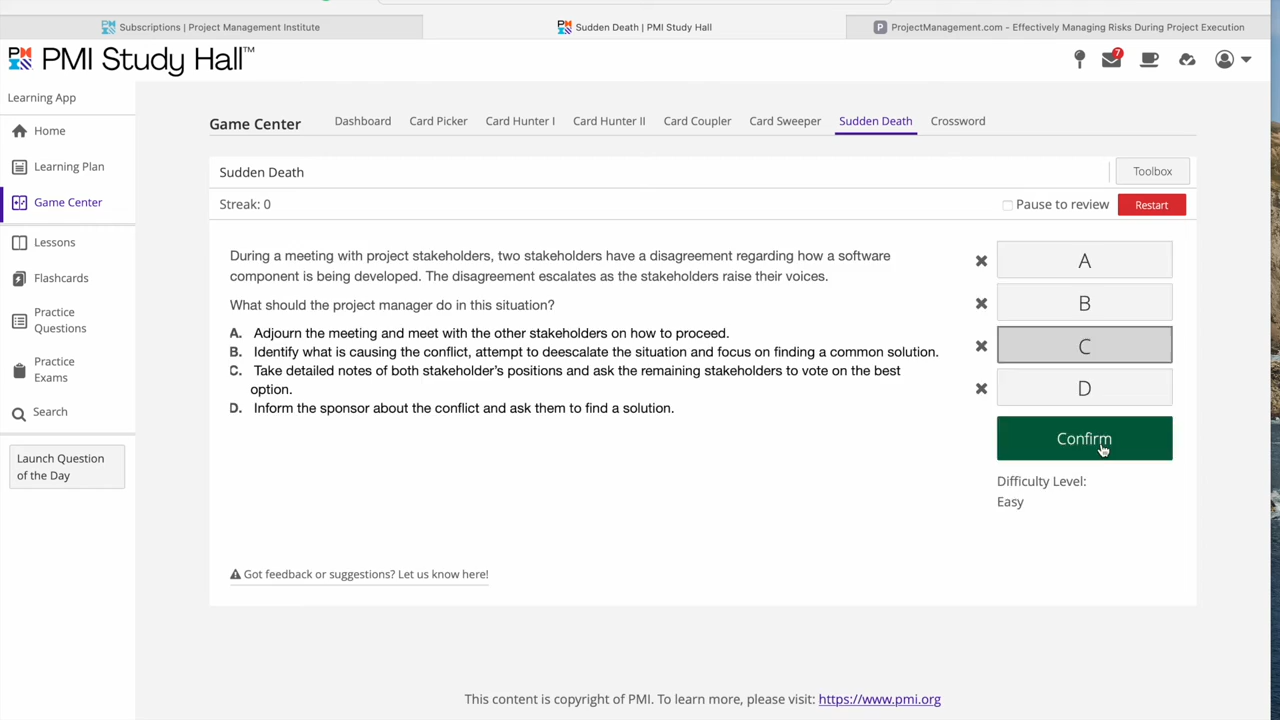 Subscriptions | Project Management Institute
Sudden Death | PMI Study Hall
ProjectManagement.com - Effectively Managing Risks During Project Execution
PMI Study Hall™
7
Learning App
Home
Learning Plan
Game Center
Lessons
Flashcards
Practice
Questions
Practice
Exams
Search
Launch Question
of the Day
Game Center
Dashboard
Card Picker
Card Hunter I
Card Hunter II
Card Coupler
Card Sweeper
Sudden Death
Crossword
Sudden Death
Toolbox
Streak: 0
Pause to review
Restart
During a meeting with project stakeholders, two stakeholders have a disagreement regarding how a software
component is being developed. The disagreement escalates as the stakeholders raise their voices.
What should the project manager do in this situation?
A. Adjourn the meeting and meet with the other stakeholders on how to proceed.
B. Identify what is causing the conflict, attempt to deescalate the situation and focus on finding a common solution.
C. Take detailed notes of both stakeholder's positions and ask the remaining stakeholders to vote on the best
option.
D. Inform the sponsor about the conflict and ask them to find a solution.
A
B
C
D
Confirm
Difficulty Level:
Easy
Got feedback or suggestions? Let us know here!
This content is copyright of PMI. To learn more, please visit: https://www.pmi.org